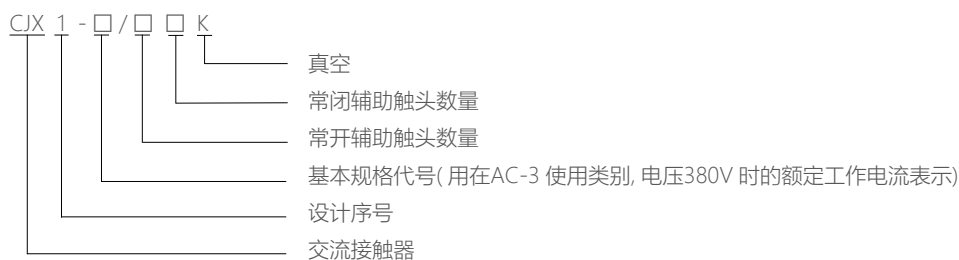 CJX 1 - □ / □ □ K
真空
常闭辅助触头数量
常开辅助触头数量
基本规格代号( 用在AC-3 使用类别, 电压380V 时的额定工作电流表示)
设计序号
交流接触器